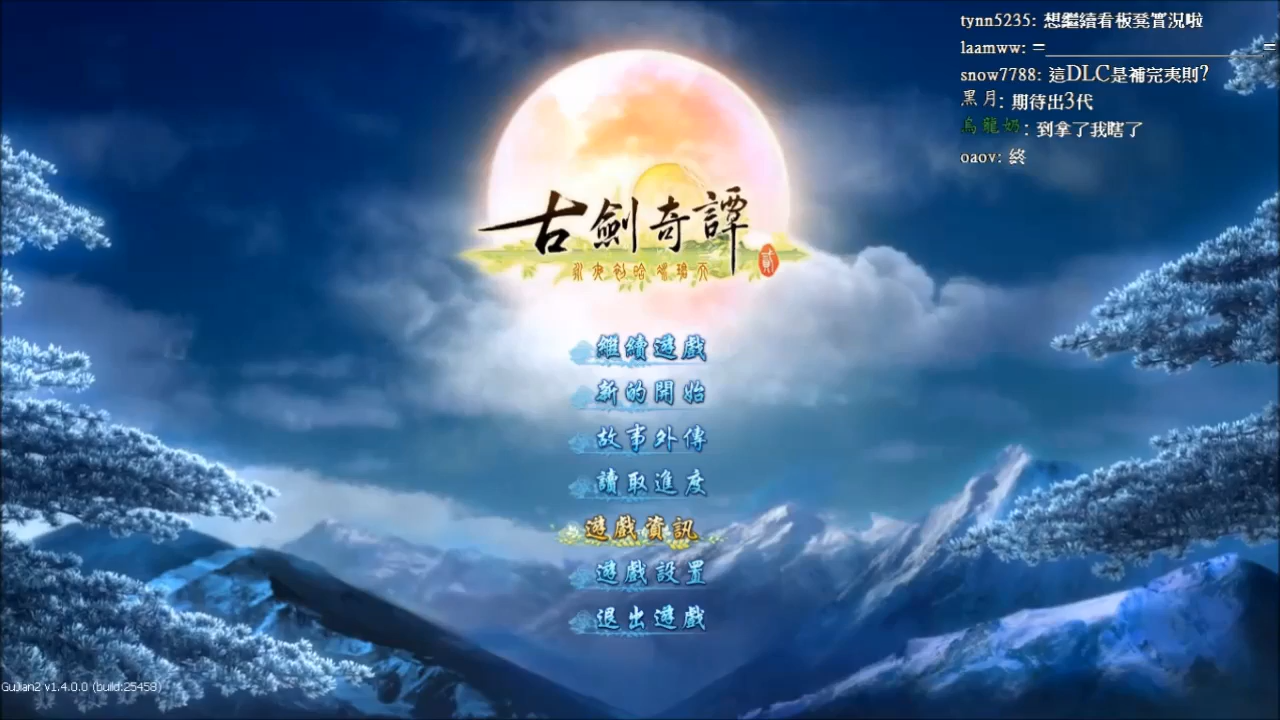 tynn5235: 想繼續看板凳實況啦
laamww: =____________________=
snow7788: 這DLC是補完夷則?
黑月: 期待出3代
烏龍奶: 到拿了我瞎了
oaov: 終
古劍奇譚
貳
繼續遊戲
新的開始
故事外傳
讀取進度
遊戲資訊
遊戲設置
退出遊戲
GuJian2 v1.4.0.0 (build:25458)